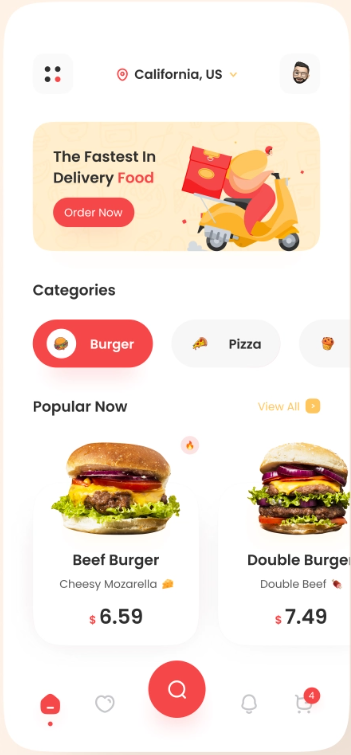 California, US
The Fastest In
Delivery Food
Order Now
Categories
Burger
Pizza
Popular Now
View All
Beef Burger
Cheesy Mozarella
$ 6.59
Double Burger
Double Beef
$ 7.49
4